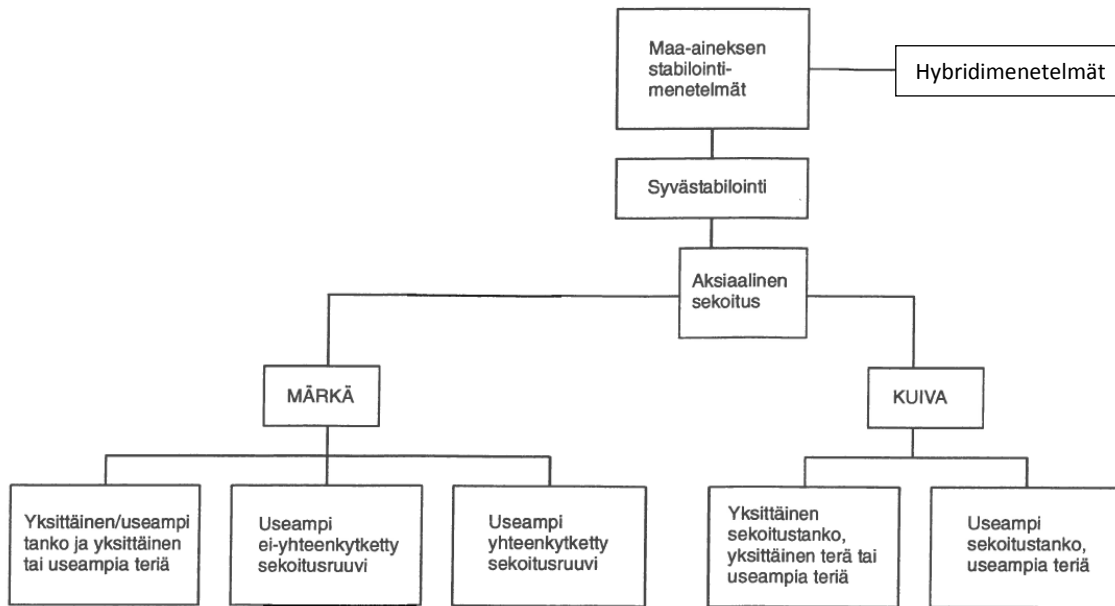 Maa-aineksen
stabilointi-
menetelmät
Hybridimenetelmät
Syvästabilointi
Aksiaalinen
sekoitus
MÄRKÄ
KUIVA
Yksittäinen/useampi
tanko ja yksittäinen
tai useampia teriä
Useampi
ei-yhteenkytketty
sekoitusruuvi
Useampi
yhteenkytketty
sekoitusruuvi
Yksittäinen
sekoitustanko,
yksittäinen terä tai
useampia teriä
Useampi
sekoitustanko,
useampia teriä